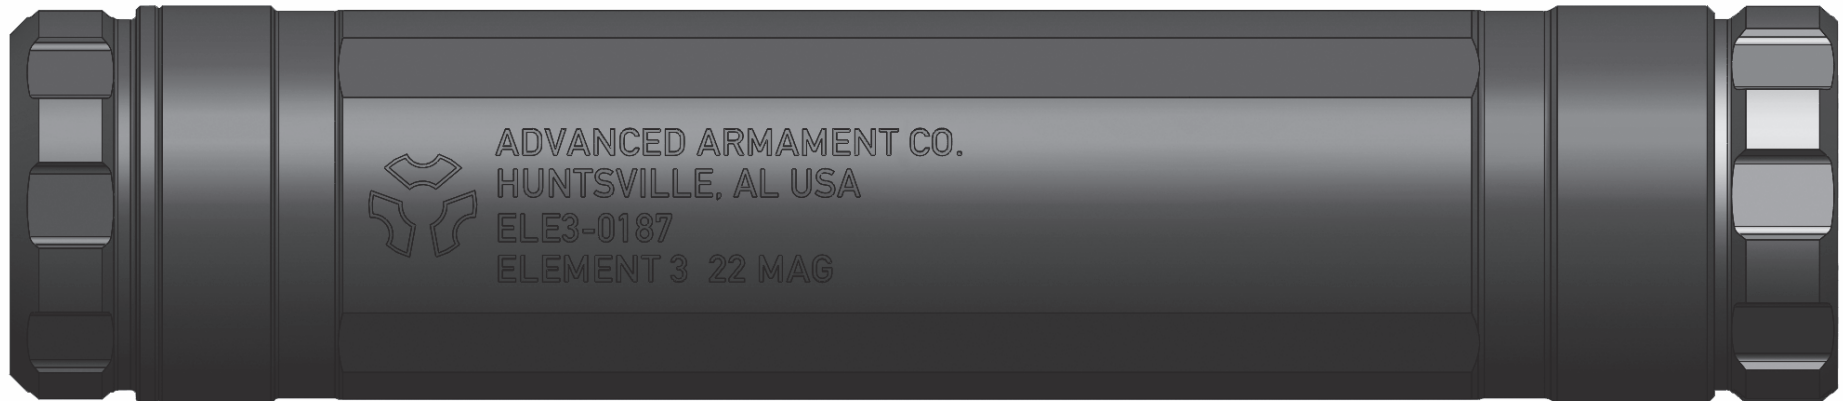 ADVANCED ARMAMENT CO.
HUNTSVILLE, AL USA
ELE3-0187
ELEMENT 3 22 MAG